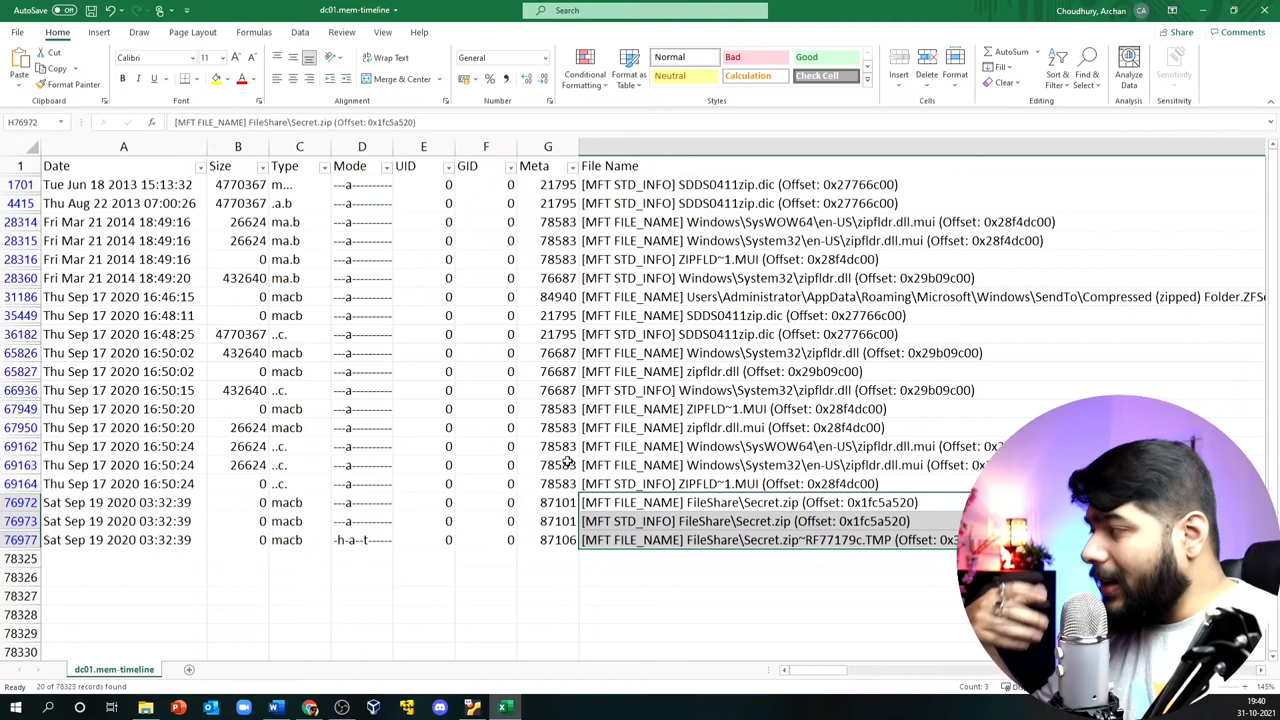 AutoSave Off dc01.mem-timeline Search Choudhury, Archan CA
File Home Insert Draw Page Layout Formulas Data Review View Help Share Comments
Paste Cut Copy Format Painter Clipboard
Calibri 11 B I U Font
Wrap Text Merge & Center Alignment
General Number
Conditional Formatting Format as Table Normal Bad Good Neutral Calculation Check Cell Styles
Insert Delete Format Cells
AutoSum Fill Clear Sort & Filter Find & Select Editing
Analyze Data Analysis Sensitivity Sensitivity
H76972 fx [MFT FILE_NAME] FileShare\Secret.zip (Offset: 0x1fc5a520)
A B C D E F G
1 Date Size Type Mode UID GID Meta File Name
1701 Tue Jun 18 2013 15:13:32 4770367 m... ---a---------- 0 0 21795 [MFT STD_INFO] SDDS0411zip.dic (Offset: 0x27766c00)
4415 Thu Aug 22 2013 07:00:26 4770367 .a.b ---a---------- 0 0 21795 [MFT STD_INFO] SDDS0411zip.dic (Offset: 0x27766c00)
28314 Fri Mar 21 2014 18:49:16 26624 ma.b ---a---------- 0 0 78583 [MFT FILE_NAME] Windows\SysWOW64\en-US\zipfldr.dll.mui (Offset: 0x28f4dc00)
28315 Fri Mar 21 2014 18:49:16 26624 ma.b ---a---------- 0 0 78583 [MFT FILE_NAME] Windows\System32\en-US\zipfldr.dll.mui (Offset: 0x28f4dc00)
28316 Fri Mar 21 2014 18:49:16 0 ma.b ---a---------- 0 0 78583 [MFT STD_INFO] ZIPFLD~1.MUI (Offset: 0x28f4dc00)
28360 Fri Mar 21 2014 18:49:20 432640 ma.b ---a---------- 0 0 76687 [MFT STD_INFO] Windows\System32\zipfldr.dll (Offset: 0x29b09c00)
31186 Thu Sep 17 2020 16:46:15 0 macb ---a---------- 0 0 84940 [MFT FILE_NAME] Users\Administrator\AppData\Roaming\Microsoft\Windows\SendTo\Compressed (zipped) Folder.ZFSe
35449 Thu Sep 17 2020 16:48:11 0 macb ---a---------- 0 0 21795 [MFT FILE_NAME] SDDS0411zip.dic (Offset: 0x27766c00)
36182 Thu Sep 17 2020 16:48:25 4770367 ..c. ---a---------- 0 0 21795 [MFT STD_INFO] SDDS0411zip.dic (Offset: 0x27766c00)
65826 Thu Sep 17 2020 16:50:02 432640 macb ---a---------- 0 0 76687 [MFT FILE_NAME] Windows\System32\zipfldr.dll (Offset: 0x29b09c00)
65827 Thu Sep 17 2020 16:50:02 0 macb ---a---------- 0 0 76687 [MFT FILE_NAME] zipfldr.dll (Offset: 0x29b09c00)
66936 Thu Sep 17 2020 16:50:15 432640 ..c. ---a---------- 0 0 76687 [MFT STD_INFO] Windows\System32\zipfldr.dll (Offset: 0x29b09c00)
67949 Thu Sep 17 2020 16:50:20 0 macb ---a---------- 0 0 78583 [MFT FILE_NAME] ZIPFLD~1.MUI (Offset: 0x28f4dc00)
67950 Thu Sep 17 2020 16:50:20 26624 macb ---a---------- 0 0 78583 [MFT FILE_NAME] zipfldr.dll.mui (Offset: 0x28f4dc00)
69162 Thu Sep 17 2020 16:50:24 26624 ..c. ---a---------- 0 0 78583 [MFT FILE_NAME] Windows\SysWOW64\en-US\zipfldr.dll.mui (Offset: 0x28f4dc00)
69163 Thu Sep 17 2020 16:50:24 26624 ..c. ---a---------- 0 0 78583 [MFT FILE_NAME] Windows\System32\en-US\zipfldr.dll.mui (Offset: 0x28f4dc00)
69164 Thu Sep 17 2020 16:50:24 0 ..c. ---a---------- 0 0 78583 [MFT STD_INFO] ZIPFLD~1.MUI (Offset: 0x28f4dc00)
76972 Sat Sep 19 2020 03:32:39 0 macb ---a---------- 0 0 87101 [MFT FILE_NAME] FileShare\Secret.zip (Offset: 0x1fc5a520)
76973 Sat Sep 19 2020 03:32:39 0 macb ---a---------- 0 0 87101 [MFT STD_INFO] FileShare\Secret.zip (Offset: 0x1fc5a520)
76977 Sat Sep 19 2020 03:32:39 0 macb -h-a--t------ 0 0 87106 [MFT FILE_NAME] FileShare\Secret.zip~RF77179c.TMP (Offset:
78325
78326
78327
78328
78329
78330
dc01.mem-timeline
Ready 20 of 78323 records found Count: 3 145%
19:40
31-10-2021